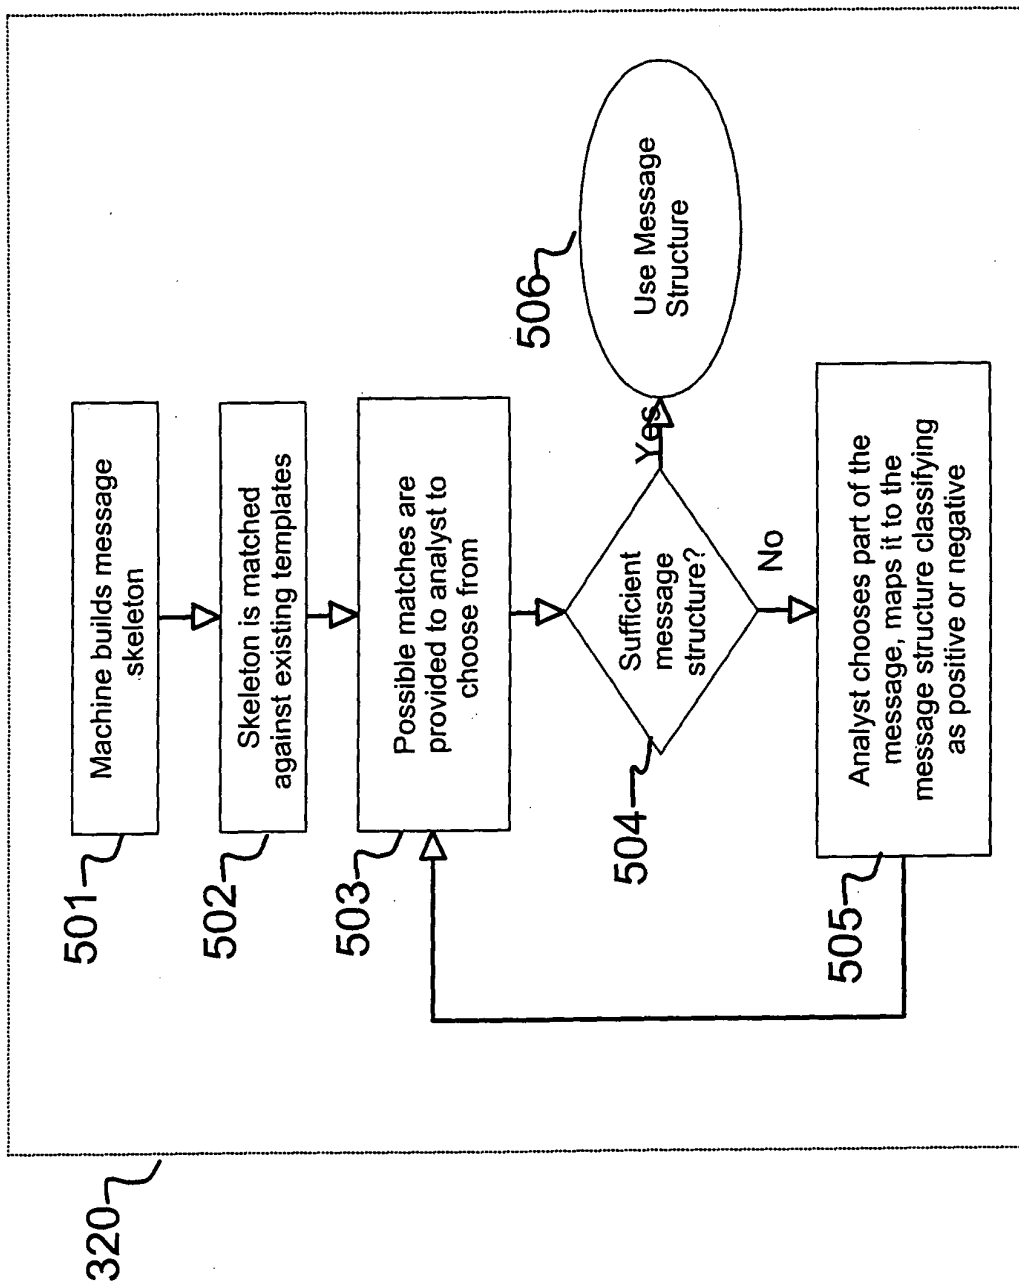 320
501
Machine builds message
skeleton
502
Skeleton is matched
against existing templates
503
Possible matches are
provided to analyst to
choose from
504
Sufficient
message
structure?
Yes
506
Use Message
Structure
No
505
Analyst chooses part of the
message, maps it to the
message structure classifying
as positive or negative